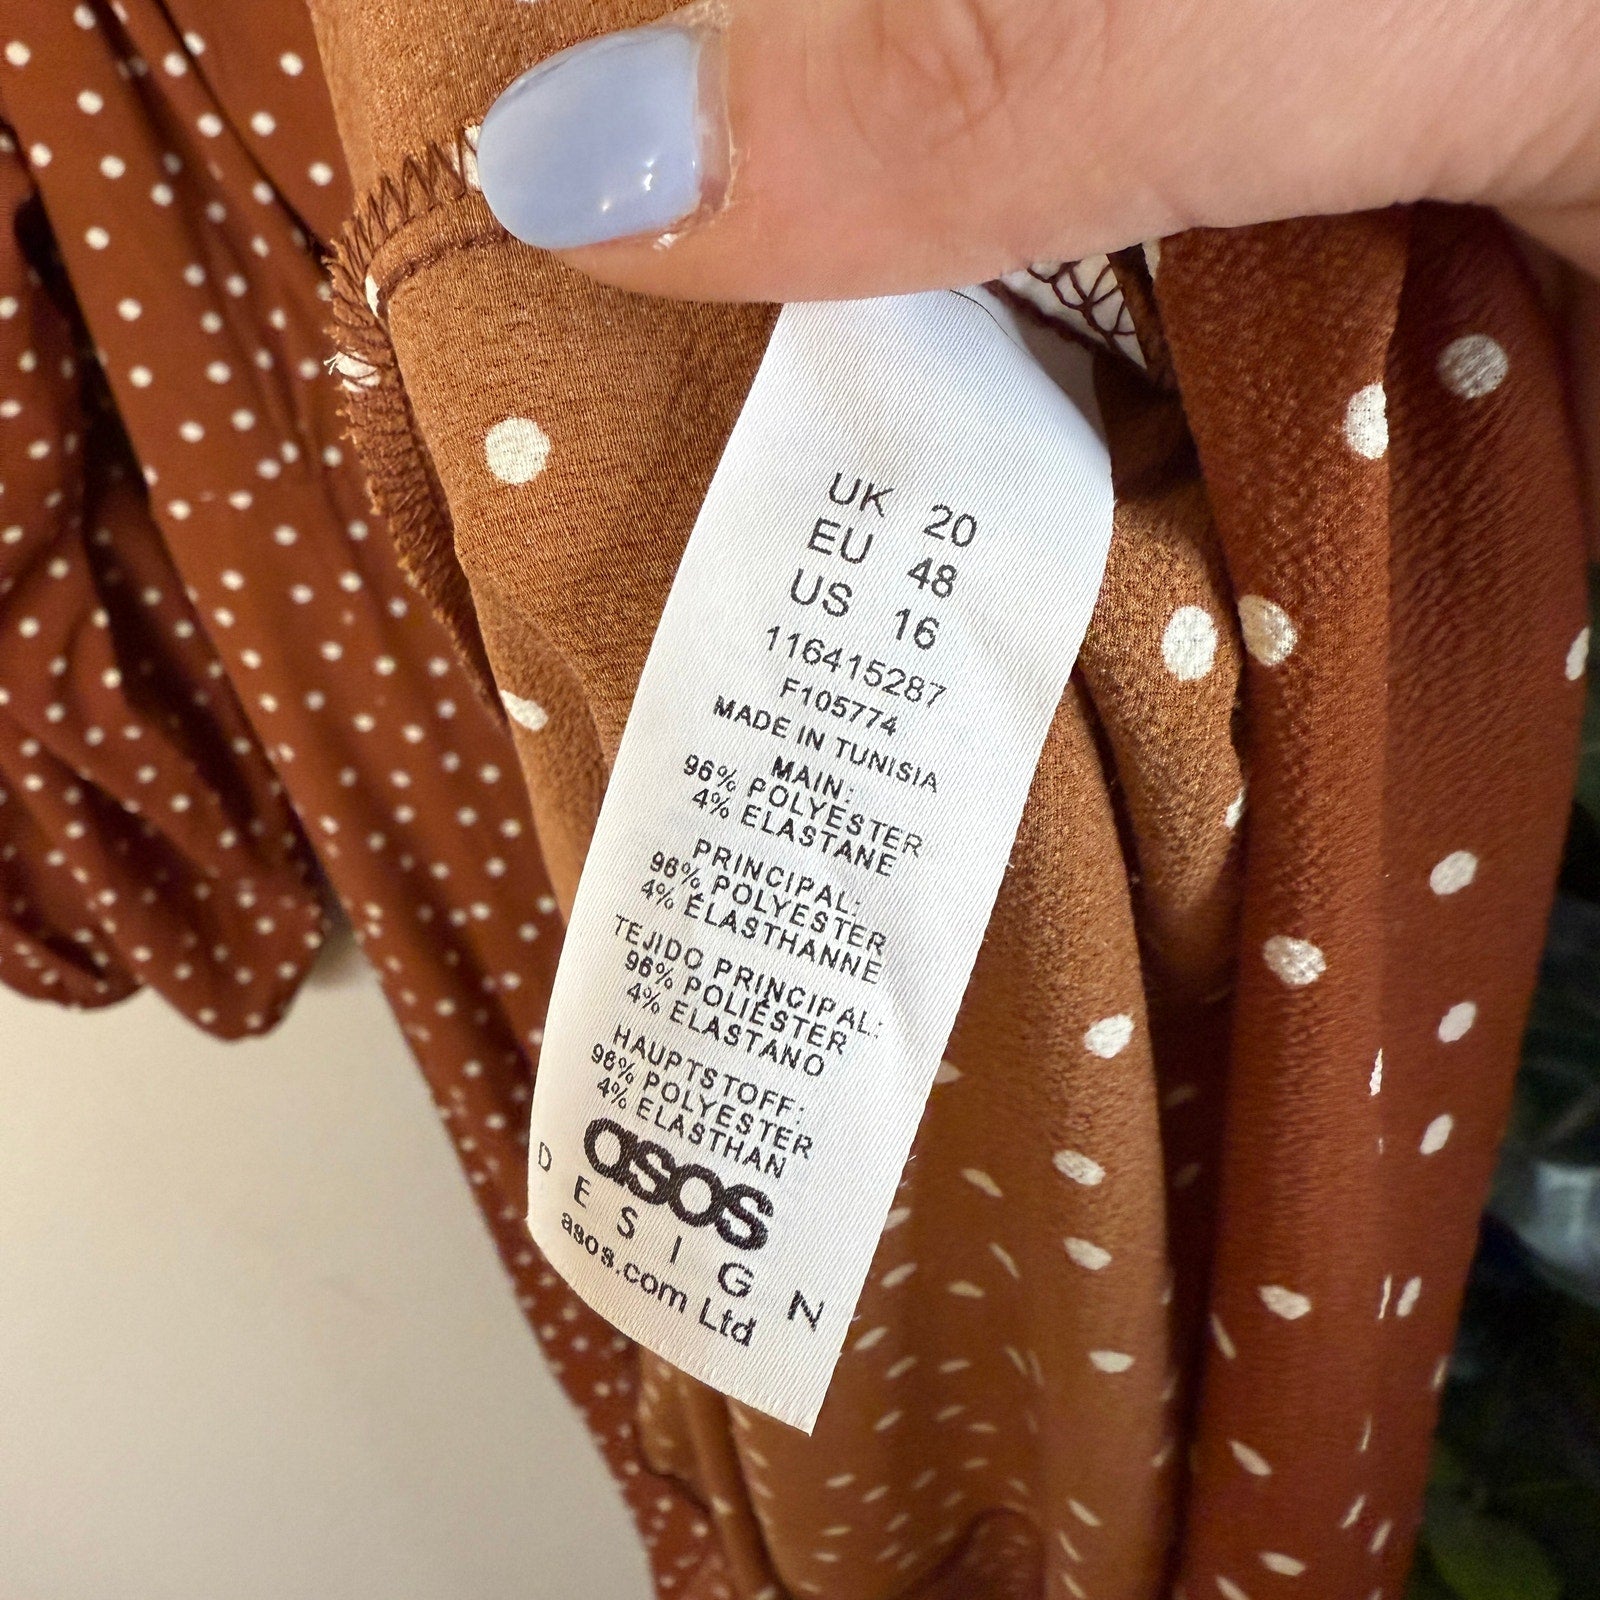 UK 20
EU 48
US 16
116415287
F105774
MADE IN TUNISIA
MAIN:
96% POLYESTER
4% ELASTANE
PRINCIPAL:
96% POLYESTER
4% ÉLASTHANNE
TEJIDO PRINCIPAL:
96% POLIÉSTER
4% ELASTANO
HAUPTSTOFF:
96% POLYESTER
4% ELASTHAN
asos
DESIGN
asos.com Ltd